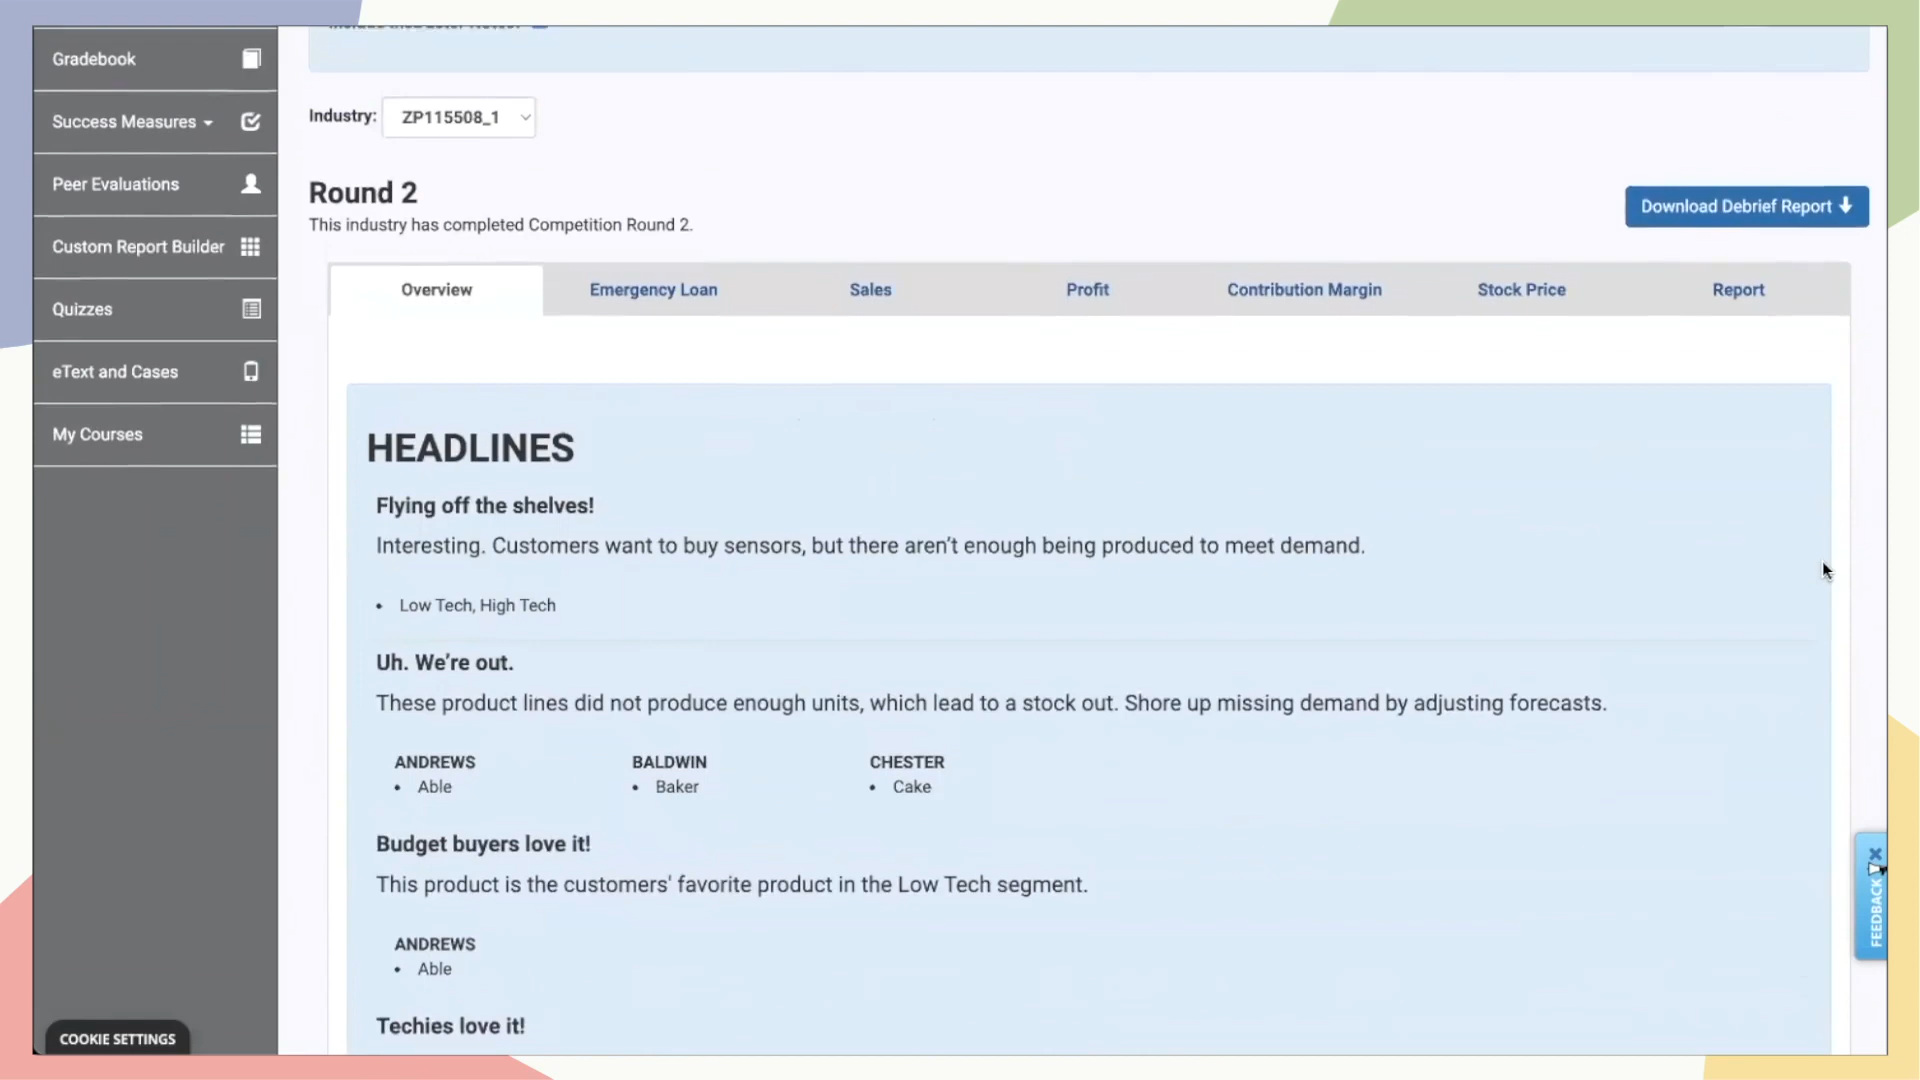 Gradebook
Success Measures
Peer Evaluations
Custom Report Builder
Quizzes
eText and Cases
My Courses
COOKIE SETTINGS
Industry: ZP115508_1
Round 2
This industry has completed Competition Round 2.
Download Debrief Report
Overview Emergency Loan Sales Profit Contribution Margin Stock Price Report
HEADLINES
Flying off the shelves!
Interesting. Customers want to buy sensors, but there aren’t enough being produced to meet demand.
• Low Tech, High Tech
Uh. We’re out.
These product lines did not produce enough units, which lead to a stock out. Shore up missing demand by adjusting forecasts.
ANDREWS BALDWIN CHESTER
• Able • Baker • Cake
Budget buyers love it!
This product is the customers' favorite product in the Low Tech segment.
ANDREWS
• Able
Techies love it!
FEEDBACK